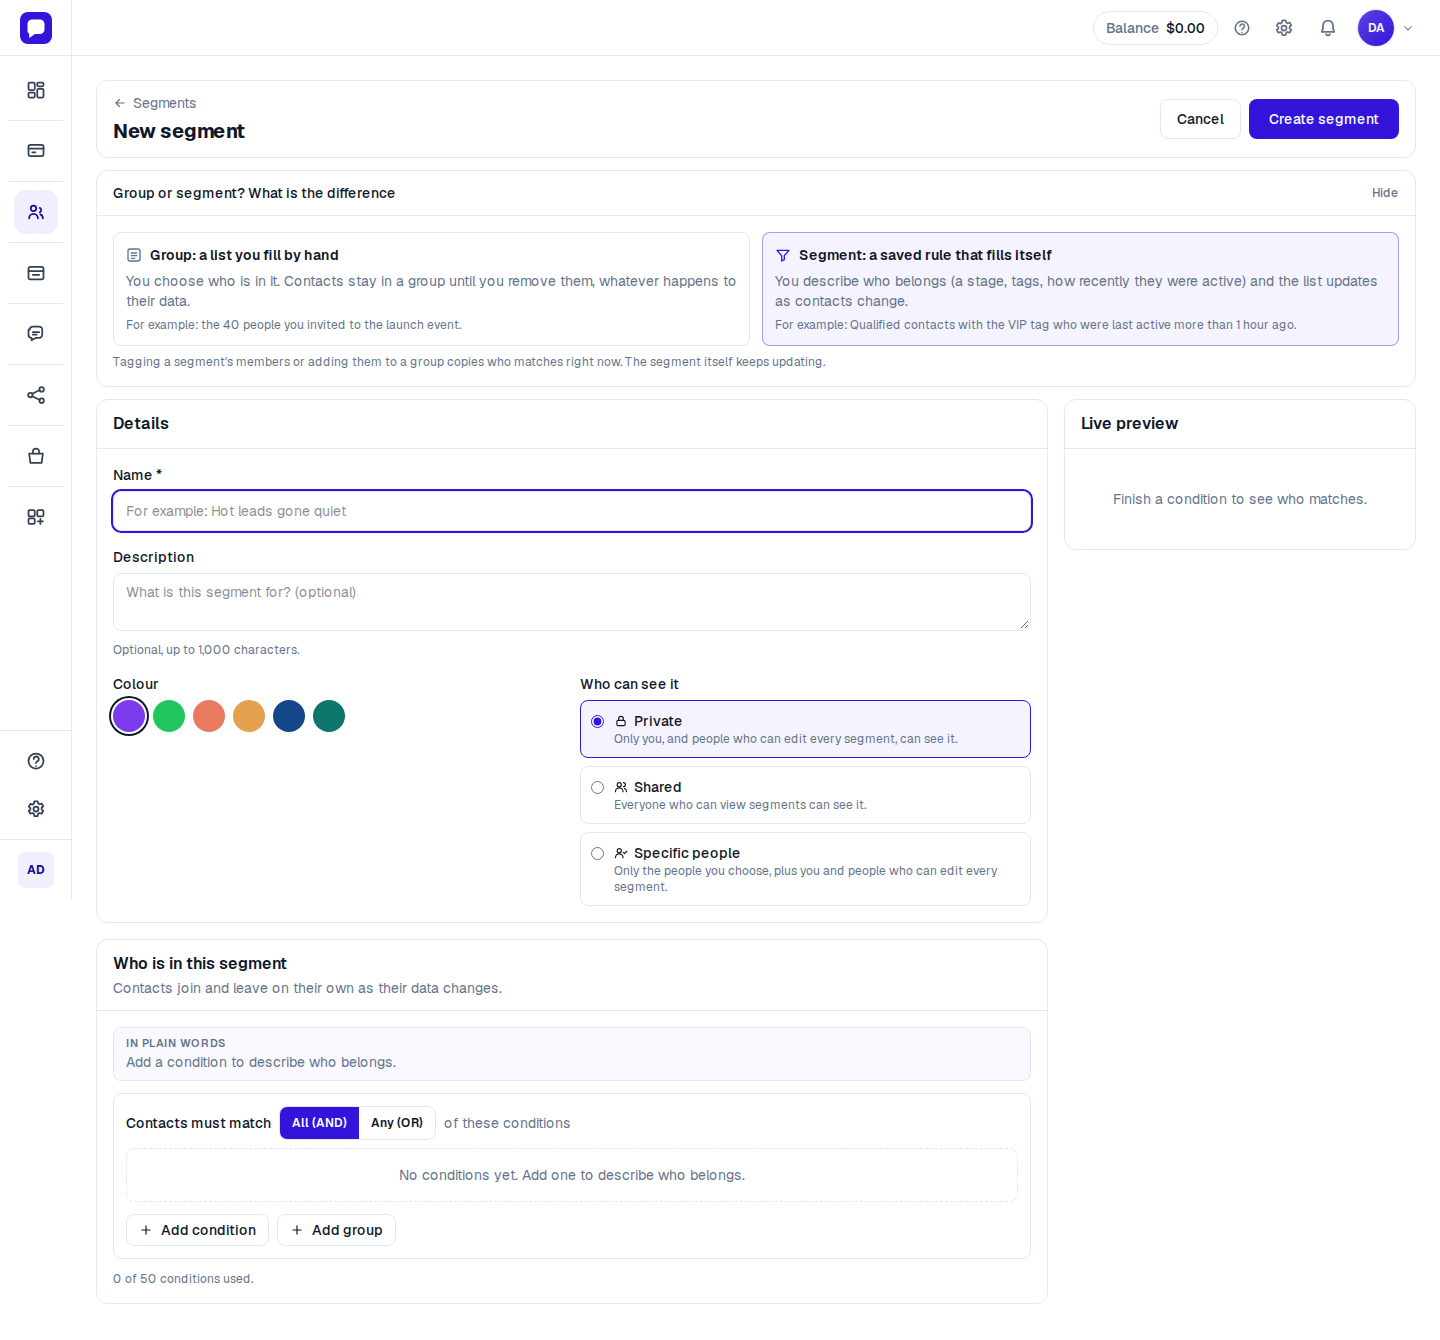 Balance $0.00
DA
Segments
New segment
Cancel
Create segment
Group or segment? What is the difference
Hide
Group: a list you fill by hand
You choose who is in it. Contacts stay in a group until you remove them, whatever happens to
their data.
For example: the 40 people you invited to the launch event.
Segment: a saved rule that fills itself
You describe who belongs (a stage, tags, how recently they were active) and the list updates
as contacts change.
For example: Qualified contacts with the VIP tag who were last active more than 1 hour ago.
Tagging a segment's members or adding them to a group copies who matches right now. The segment itself keeps updating.
Details
Name *
For example: Hot leads gone quiet
Description
What is this segment for? (optional)
Optional, up to 1,000 characters.
Colour
Who can see it
Private
Only you, and people who can edit every segment, can see it.
Shared
Everyone who can view segments can see it.
Specific people
Only the people you choose, plus you and people who can edit every
segment.
Live preview
Finish a condition to see who matches.
AD
Who is in this segment
Contacts join and leave on their own as their data changes.
IN PLAIN WORDS
Add a condition to describe who belongs.
Contacts must match All (AND) Any (OR) of these conditions
No conditions yet. Add one to describe who belongs.
Add condition
Add group
0 of 50 conditions used.